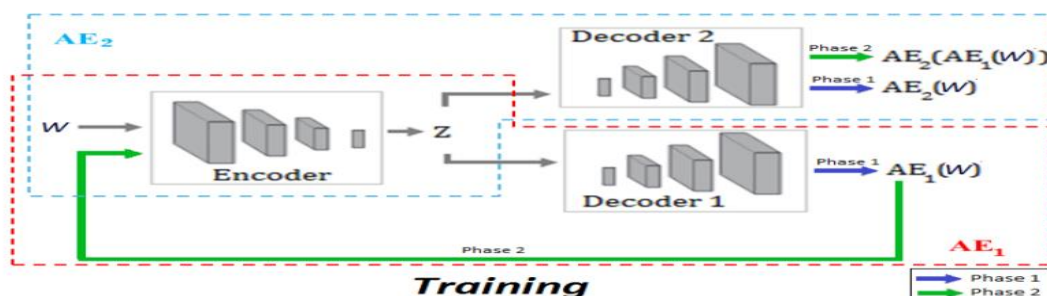 AE₂
Decoder 2
Phase 2
AE₂(AE₁(W))
Phase 1
AE₂(W)
W
Z
Encoder
Phase 1
AE₁(W)
Decoder 1
Phase 2
AE₁
Training
Phase 1
Phase 2